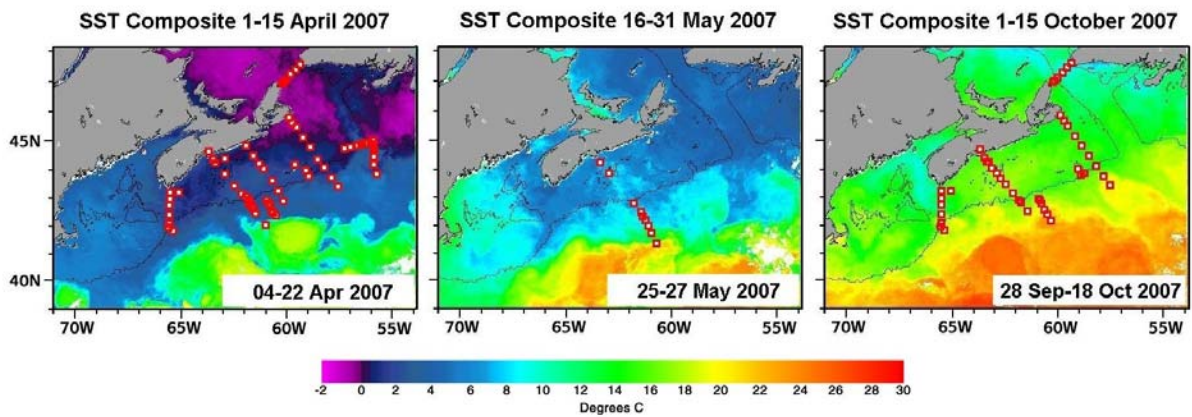 SST Composite 1-15 April 2007
SST Composite 16-31 May 2007
SST Composite 1-15 October 2007
45N
40N
04-22 Apr 2007
25-27 May 2007
28 Sep-18 Oct 2007
70W 65W 60W 55W
70W 65W 60W 55W
70W 65W 60W 55W
-2 0 2 4 6 8 10 12 14 16 18 20 22 24 26 28 30
Degrees C